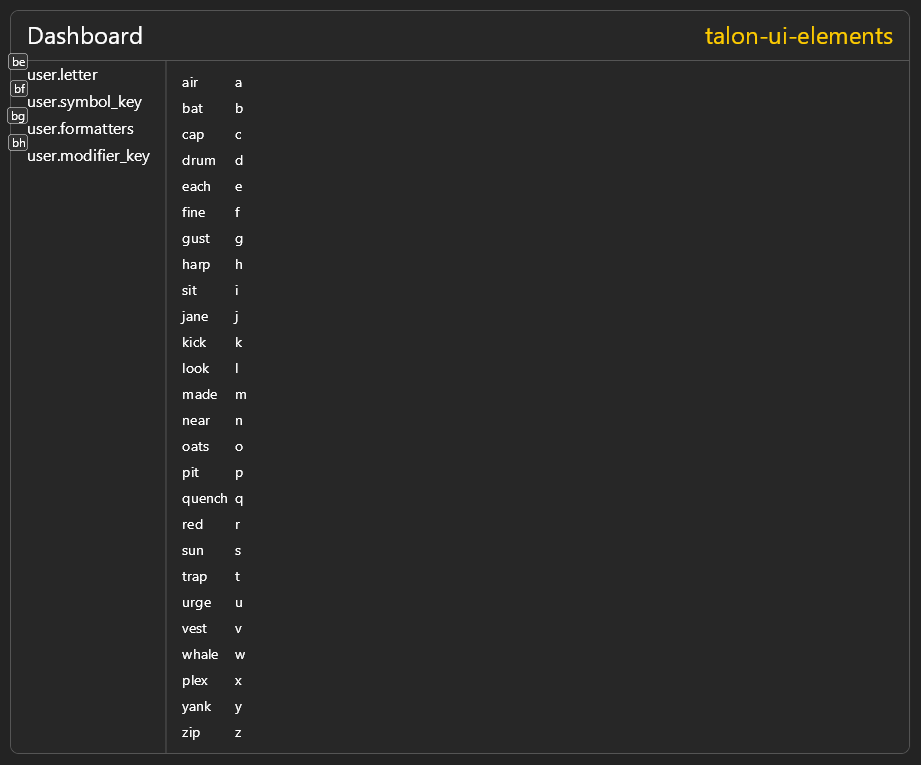 Dashboard talon-ui-elements
be
user.letter
bf
user.symbol_key
bg
user.formatters
bh
user.modifier_key
air a
bat b
cap c
drum d
each e
fine f
gust g
harp h
sit i
jane j
kick k
look l
made m
near n
oats o
pit p
quench q
red r
sun s
trap t
urge u
vest v
whale w
plex x
yank y
zip z